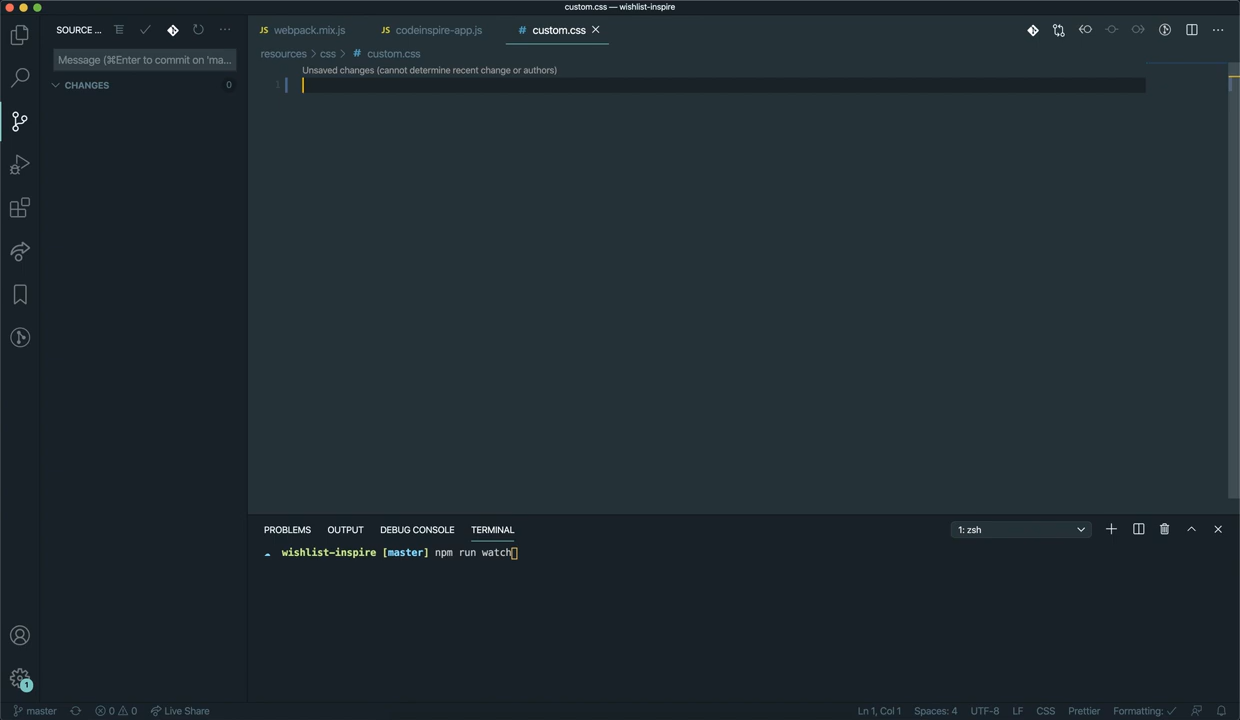 custom.css — wishlist-inspire
SOURCE ...
JS webpack.mix.js
JS codeinspire-app.js
# custom.css
resources > css > # custom.css
Message (⌘Enter to commit on 'ma...
Unsaved changes (cannot determine recent change or authors)
CHANGES 0
1
PROBLEMS OUTPUT DEBUG CONSOLE TERMINAL
1: zsh
wishlist-inspire [master] npm run watch
1
master 0 0 Live Share
Ln 1, Col 1 Spaces: 4 UTF-8 LF CSS Prettier Formatting: ✓